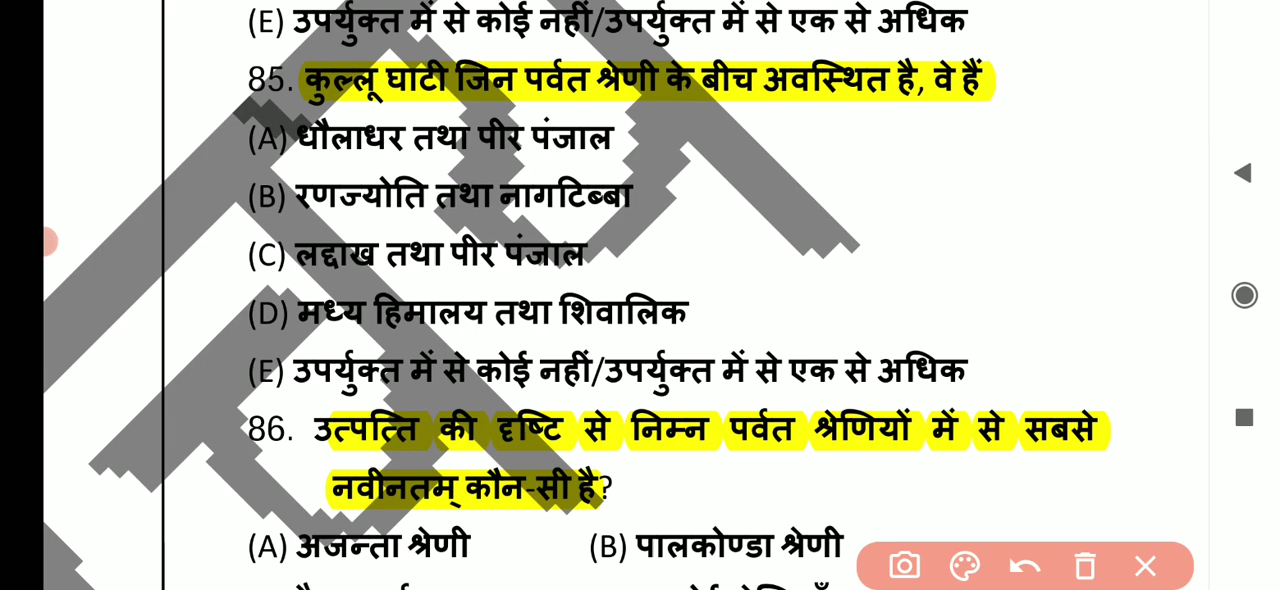 (E) उपर्युक्त में से कोई नहीं/उपर्युक्त में से एक से अधिक
85. कुल्लू घाटी जिन पर्वत श्रेणी के बीच अवस्थित है, वे हैं
(A) धौलाधर तथा पीर पंजाल
(B) रणज्योति तथा नागटिब्बा
(C) लद्दाख तथा पीर पंजाल
(D) मध्य हिमालय तथा शिवालिक
(E) उपर्युक्त में से कोई नहीं/उपर्युक्त में से एक से अधिक
86. उत्पत्ति की दृष्टि से निम्न पर्वत श्रेणियों में से सबसे
नवीनतम् कौन-सी है?
(A) अजन्ता श्रेणी (B) पालकोण्डा श्रेणी